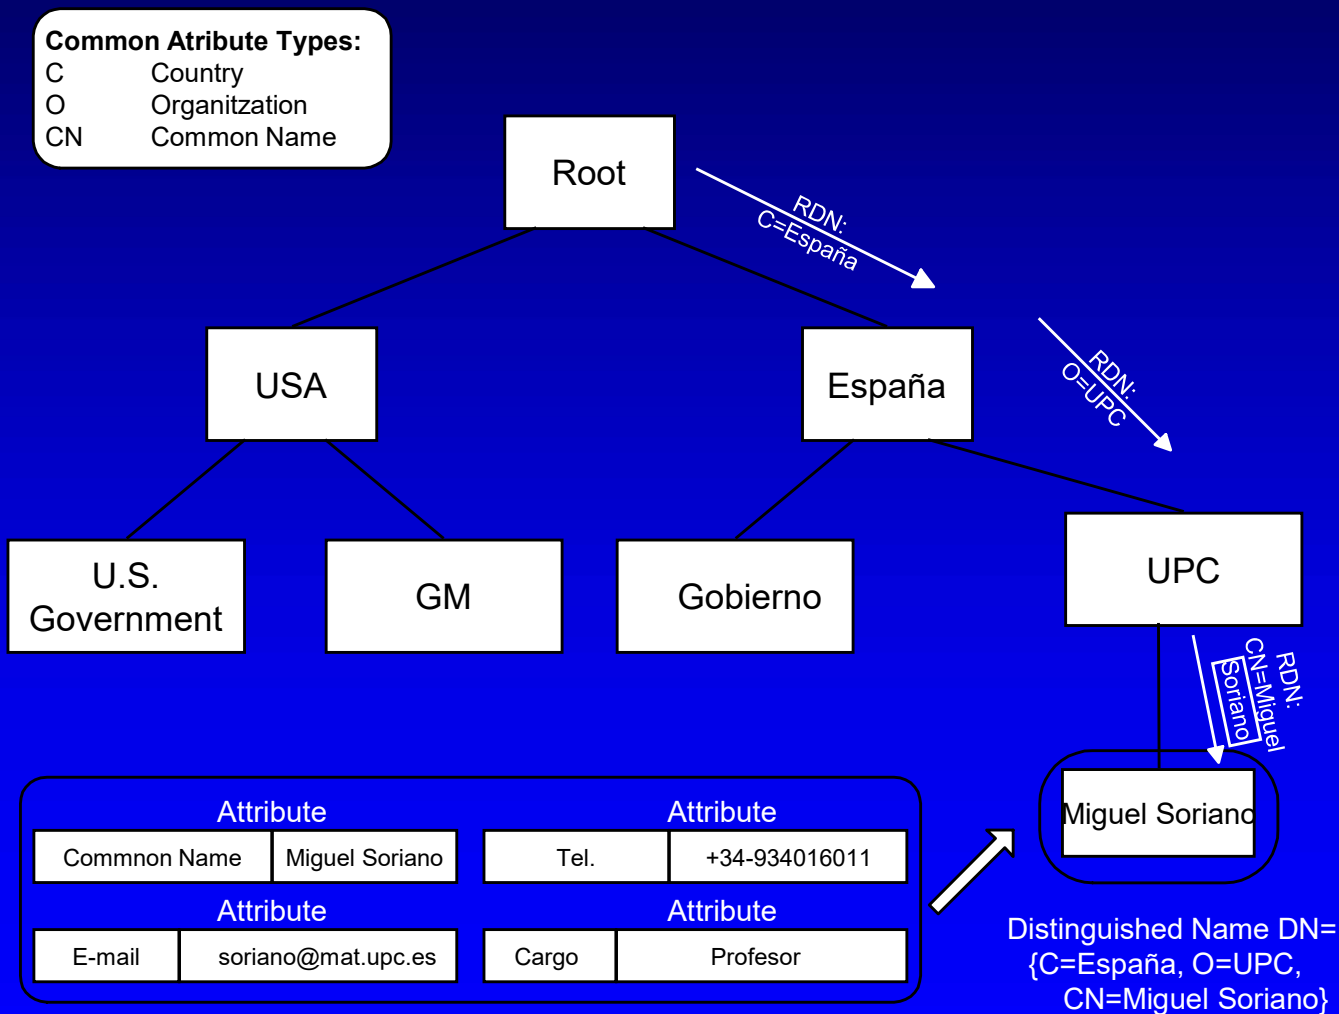 Common Atribute Types:
C Country
O Organitzation
CN Common Name
Root
RDN:
C=España
USA
España
RDN:
O=UPC
U.S.
Government
GM
Gobierno
UPC
RDN:
CN=Miguel
Soriano
Miguel Soriano
Attribute
Commnon Name Miguel Soriano
Attribute
Tel. +34-934016011
Attribute
E-mail soriano@mat.upc.es
Attribute
Cargo Profesor
Distinguished Name DN=
{C=España, O=UPC,
CN=Miguel Soriano}